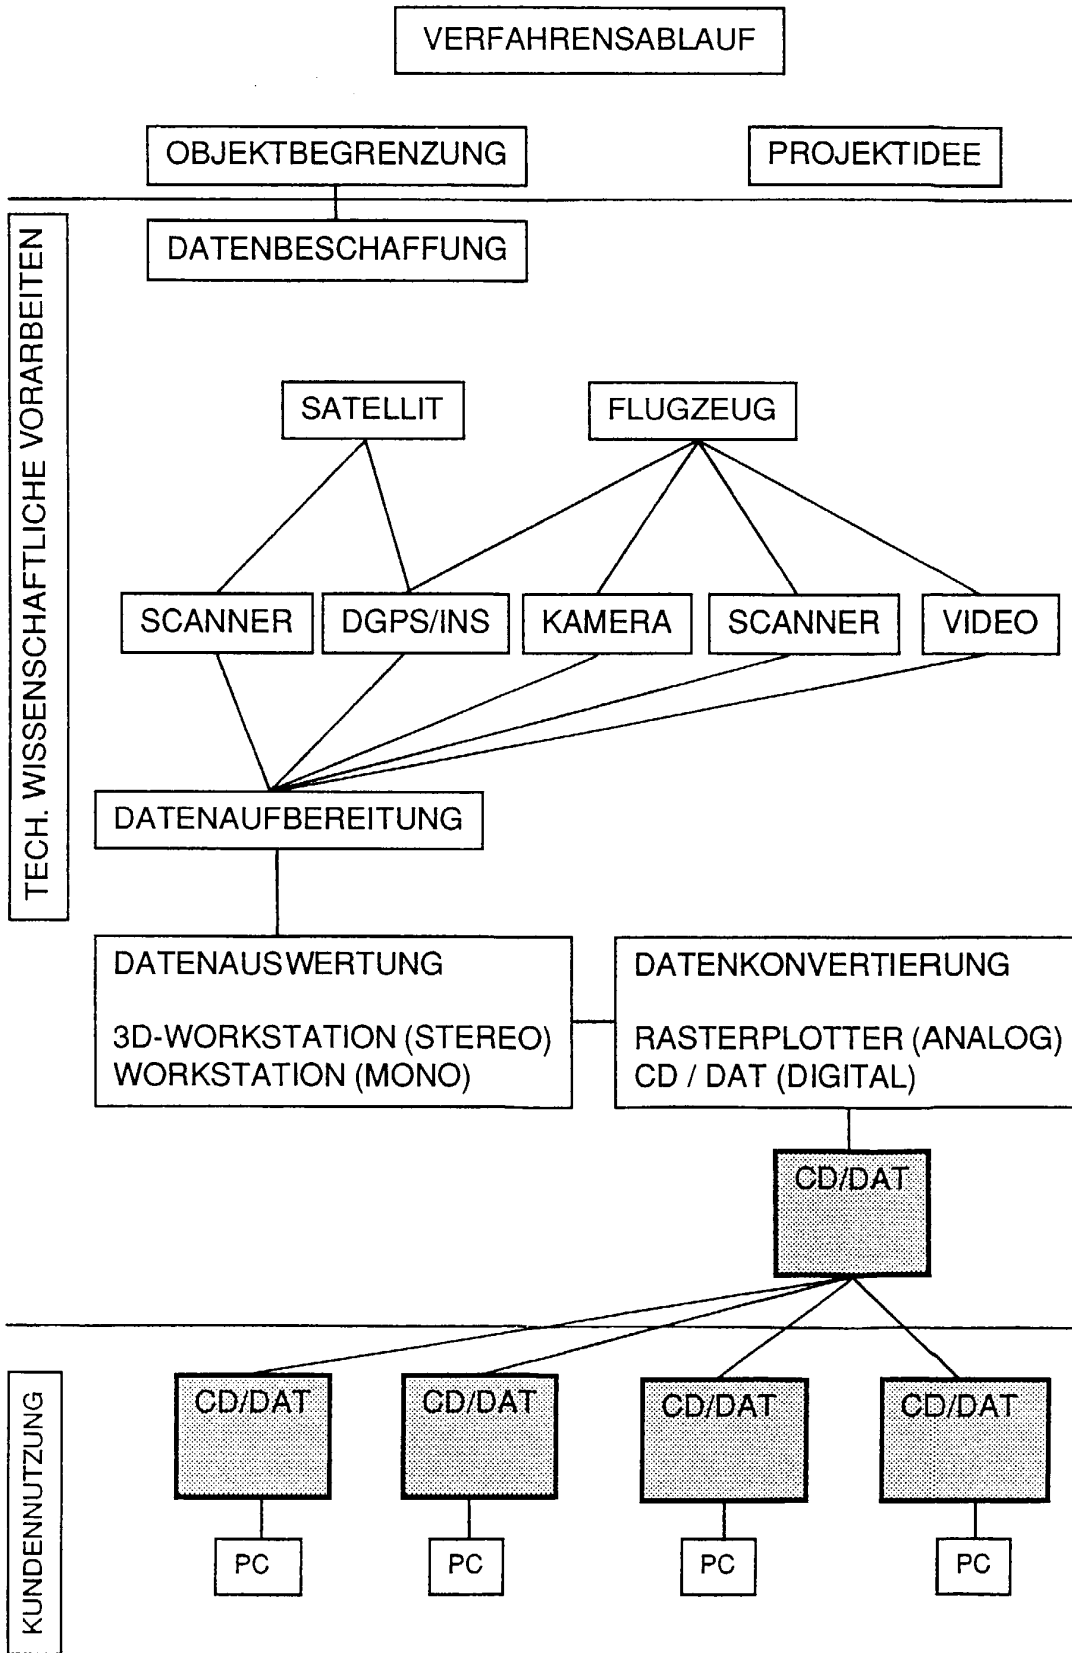 VERFAHRENSABLAUF
OBJEKTBEGRENZUNG
PROJEKTIDEE
TECH. WISSENSCHAFTLICHE VORARBEITEN
DATENBESCHAFFUNG
SATELLIT
FLUGZEUG
SCANNER
DGPS/INS
KAMERA
SCANNER
VIDEO
DATENAUFBEREITUNG
DATENAUSWERTUNG
3D-WORKSTATION (STEREO)
WORKSTATION (MONO)
DATENKONVERTIERUNG
RASTERPLOTTER (ANALOG)
CD / DAT (DIGITAL)
CD/DAT
KUNDENNUTZUNG
CD/DAT
CD/DAT
CD/DAT
CD/DAT
PC
PC
PC
PC